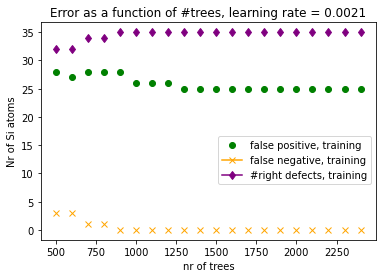 Error as a function of #trees, learning rate = 0.0021
35
30
25
20
15
10
5
0
Nr of Si atoms
false positive, training
false negative, training
#right defects, training
500 750 1000 1250 1500 1750 2000 2250
nr of trees